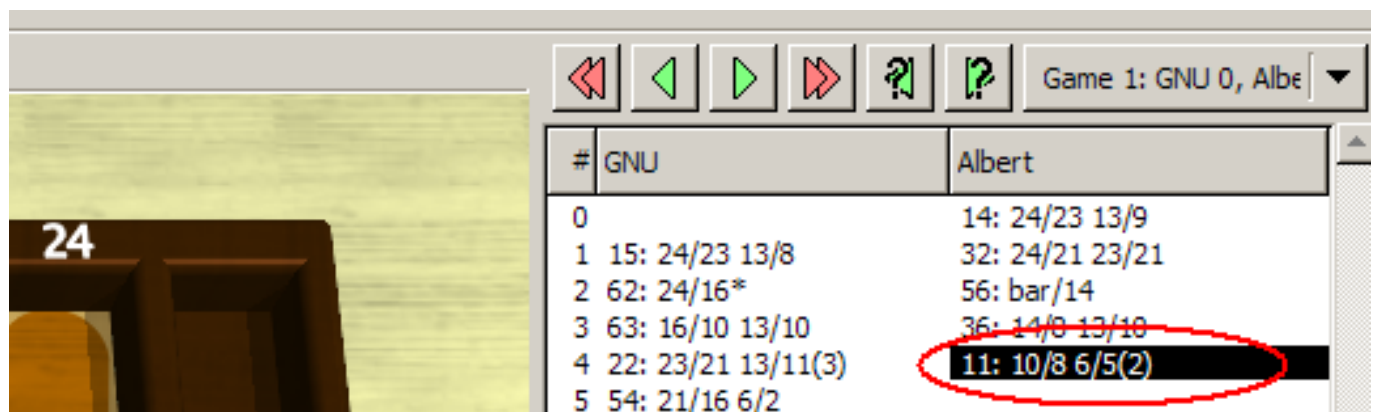 Game 1: GNU 0, Albe
# GNU Albert
24
0 14: 24/23 13/9
1 15: 24/23 13/8 32: 24/21 23/21
2 62: 24/16* 56: bar/14
3 63: 16/10 13/10 36: 14/8 13/10
4 22: 23/21 13/11(3) 11: 10/8 6/5(2)
5 54: 21/16 6/2